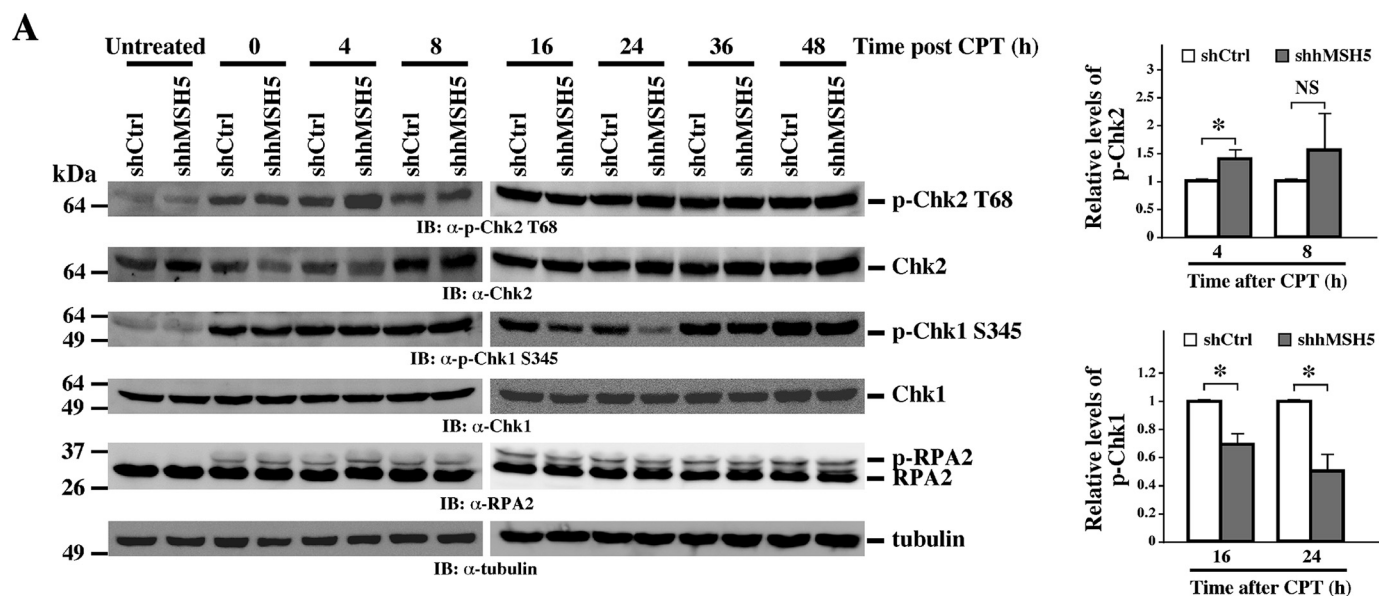 A
Untreated 0 4 8 16 24 36 48 Time post CPT (h)
shCtrl shhMSH5 shCtrl shhMSH5 shCtrl shhMSH5 shCtrl shhMSH5 shCtrl shhMSH5 shCtrl shhMSH5 shCtrl shhMSH5 shCtrl shhMSH5
kDa
64 p-Chk2 T68
IB: α-p-Chk2 T68
64 Chk2
IB: α-Chk2
64
49 p-Chk1 S345
IB: α-p-Chk1 S345
64
49 Chk1
IB: α-Chk1
37 p-RPA2
RPA2
26
IB: α-RPA2
49 tubulin
IB: α-tubulin
shCtrl shhMSH5
Relative levels of
p-Chk2
3
2.5
2
1.5
1
0.5
0
* NS
4 8
Time after CPT (h)
shCtrl shhMSH5
Relative levels of
p-Chk1
1.2
1
0.8
0.6
0.4
0.2
0
* *
16 24
Time after CPT (h)